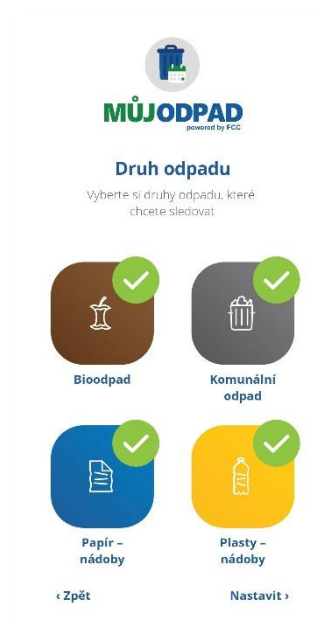 MŮJODPAD
powered by FCC
Druh odpadu
Vyberte si druhy odpadu, které
chcete sledovat
Bioodpad
Komunální
odpad
Papír –
nádoby
Plasty –
nádoby
‹ Zpět
Nastavit ›